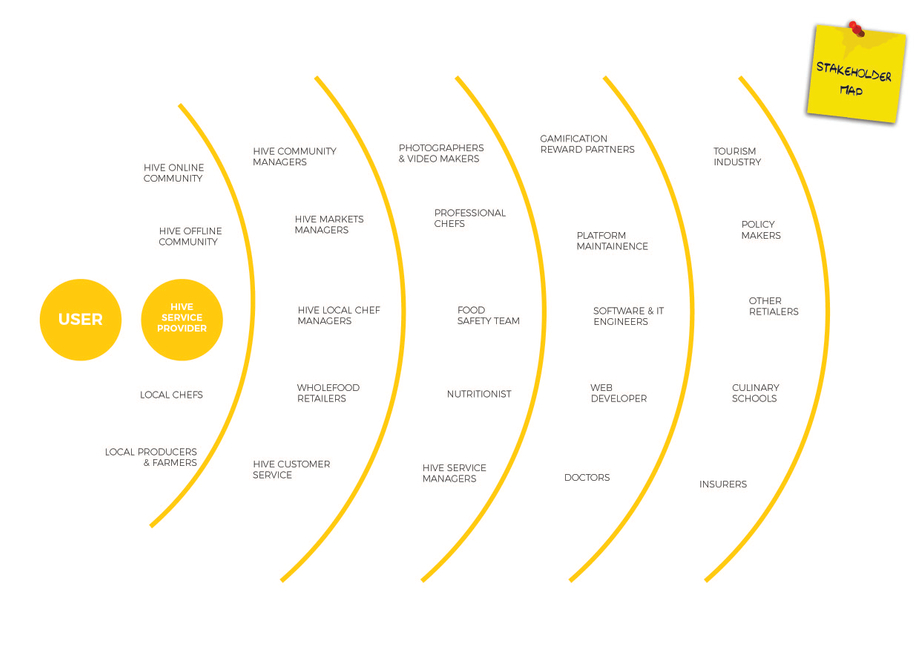 STAKEHOLDER
MAP
HIVE ONLINE
COMMUNITY
HIVE OFFLINE
COMMUNITY
USER
HIVE
SERVICE
PROVIDER
LOCAL CHEFS
LOCAL PRODUCERS
& FARMERS
HIVE COMMUNITY
MANAGERS
HIVE MARKETS
MANAGERS
HIVE LOCAL CHEF
MANAGERS
WHOLEFOOD
RETAILERS
HIVE CUSTOMER
SERVICE
PHOTOGRAPHERS
& VIDEO MAKERS
PROFESSIONAL
CHEFS
FOOD
SAFETY TEAM
NUTRITIONIST
HIVE SERVICE
MANAGERS
GAMIFICATION
REWARD PARTNERS
PLATFORM
MAINTAINENCE
SOFTWARE & IT
ENGINEERS
WEB
DEVELOPER
DOCTORS
TOURISM
INDUSTRY
POLICY
MAKERS
OTHER
RETIALERS
CULINARY
SCHOOLS
INSURERS